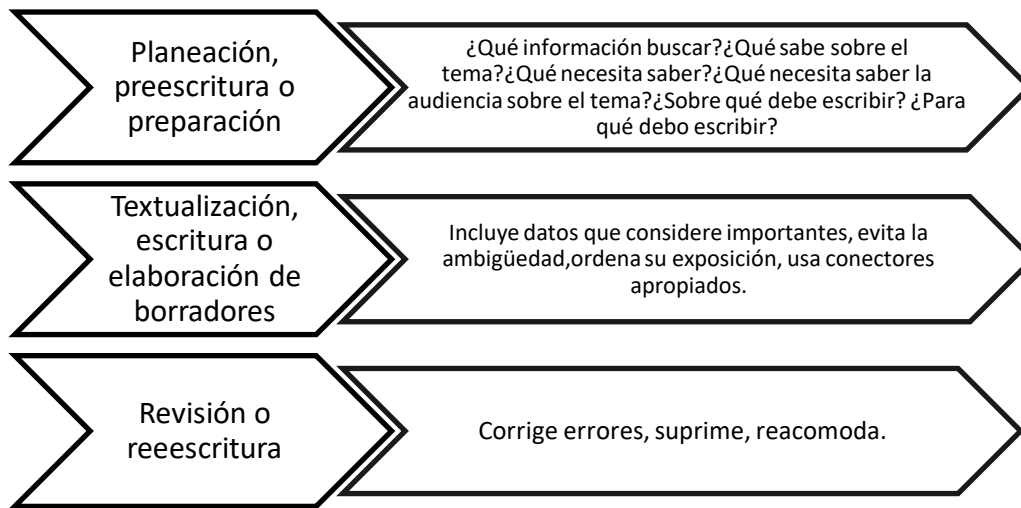 Planeación,
preescritura o
preparación
¿Qué información buscar?¿Qué sabe sobre el
tema?¿Qué necesita saber?¿Qué necesita saber la
audiencia sobre el tema?¿Sobre qué debe escribir? ¿Para
qué debo escribir?
Textualización,
escritura o
elaboración de
borradores
Incluye datos que considere importantes, evita la
ambigüedad,ordena su exposición, usa conectores
apropiados.
Revisión o
reeescritura
Corrige errores, suprime, reacomoda.